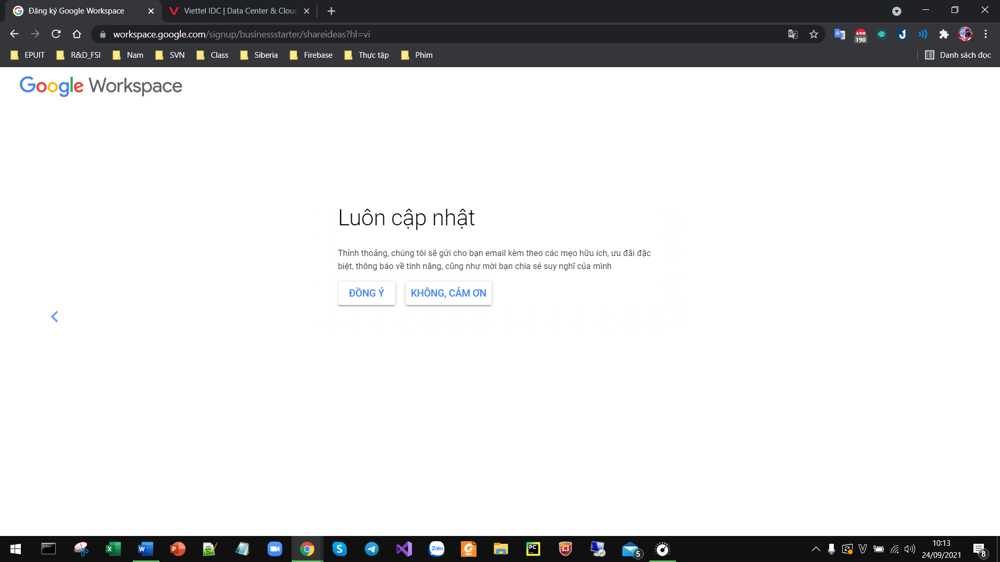 Đăng ký Google Workspace
Viettel IDC | Data Center & Cloud
workspace.google.com/signup/businessstarter/shareideas?hl=vi
ABP
190
EPUIT
R&D_FSI
Nam
SVN
Class
Siberia
Firebase
Thực tập
Phim
Danh sách đọc
Google Workspace
Luôn cập nhật
Thỉnh thoảng, chúng tôi sẽ gửi cho bạn email kèm theo các mẹo hữu ích, ưu đãi đặc
biệt, thông báo về tính năng, cũng như mời bạn chia sẻ suy nghĩ của mình
ĐỒNG Ý
KHÔNG, CẢM ƠN
Zalo
PDF
PC
5
10:13
24/09/2021
8